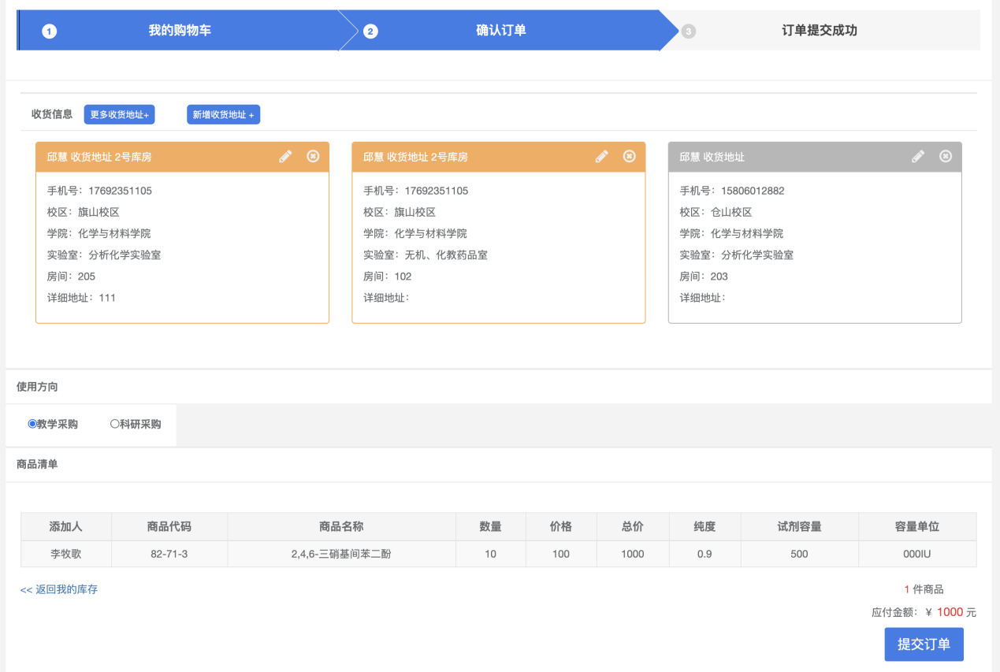 1 我的购物车 2 确认订单 3 订单提交成功
收货信息 更多收货地址+ 新增收货地址 +
邱慧 收货地址 2号库房
手机号：17692351105
校区：旗山校区
学院：化学与材料学院
实验室：分析化学实验室
房间：205
详细地址：111
邱慧 收货地址 2号库房
手机号：17692351105
校区：旗山校区
学院：化学与材料学院
实验室：无机、化教药品室
房间：102
详细地址：
邱慧 收货地址
手机号：15806012882
校区：仓山校区
学院：化学与材料学院
实验室：分析化学实验室
房间：203
详细地址：
使用方向
教学采购 科研采购
商品清单
添加人 商品代码 商品名称 数量 价格 总价 纯度 试剂容量 容量单位
李牧歌 82-71-3 2,4,6-三硝基间苯二酚 10 100 1000 0.9 500 000IU
<< 返回我的库存 1 件商品
应付金额：￥ 1000 元
提交订单